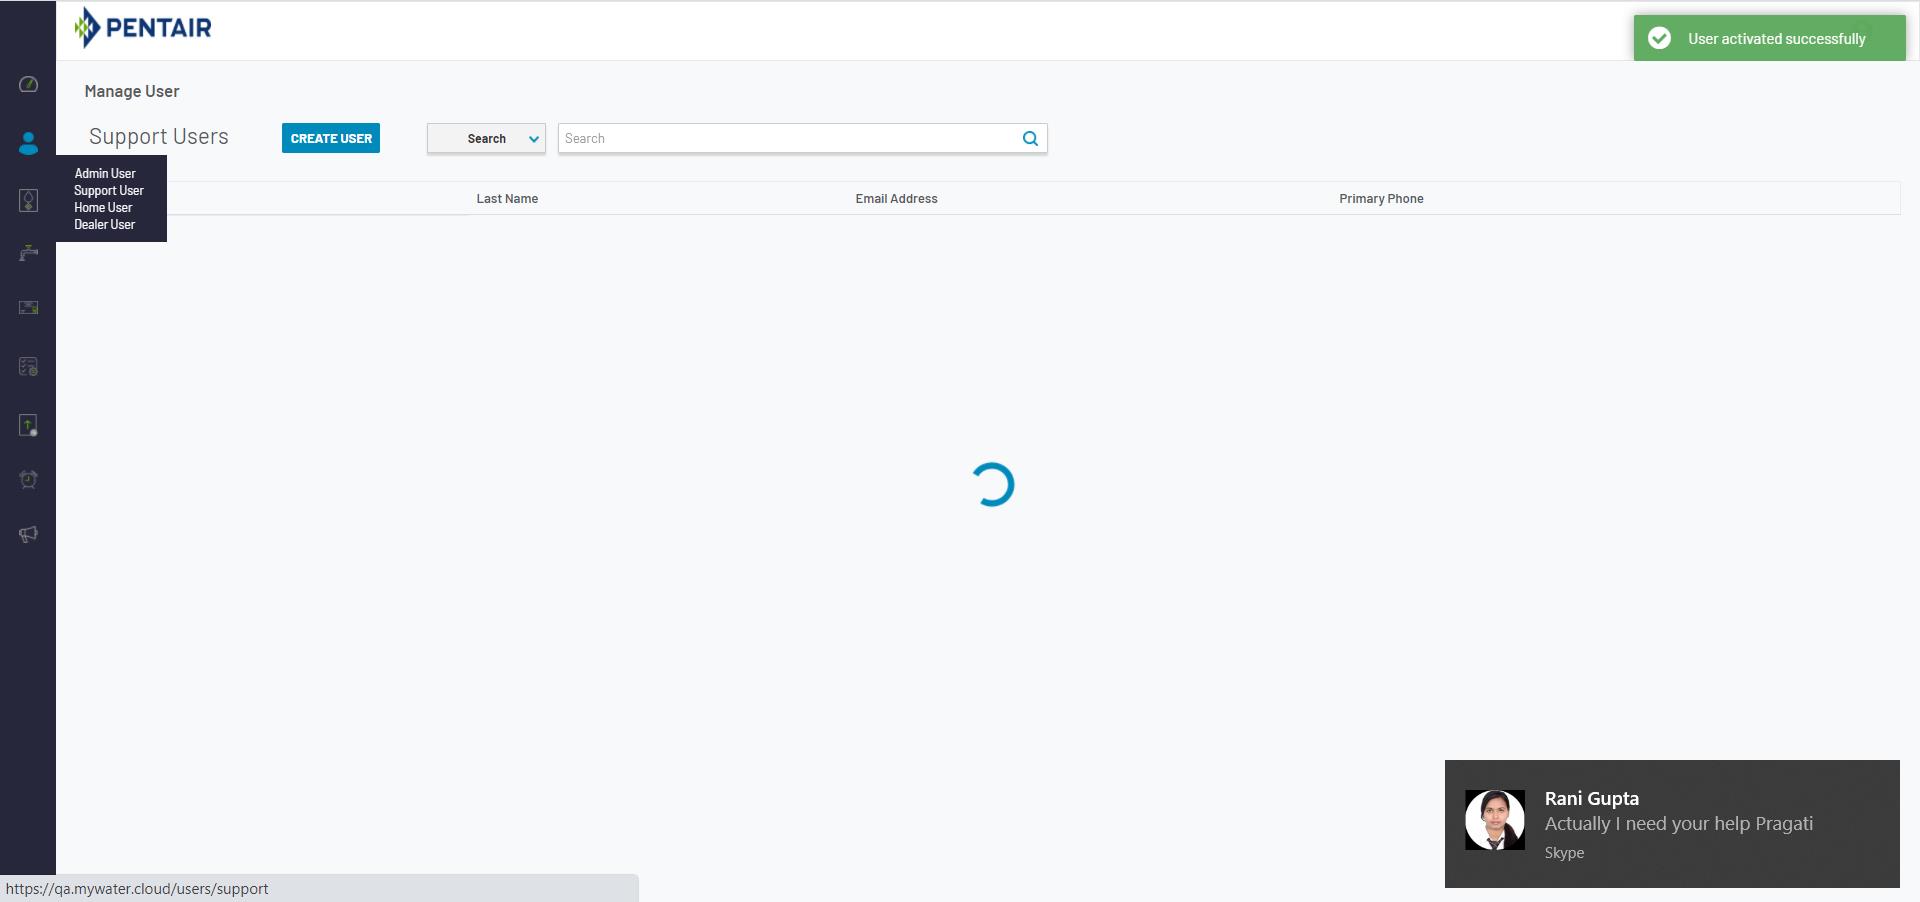 PENTAIR
User activated successfully
Manage User
Support Users
CREATE USER
Search
Search
Admin User
Support User
Home User
Dealer User
Last Name
Email Address
Primary Phone
Rani Gupta
Actually I need your help Pragati
Skype
https://qa.mywater.cloud/users/support